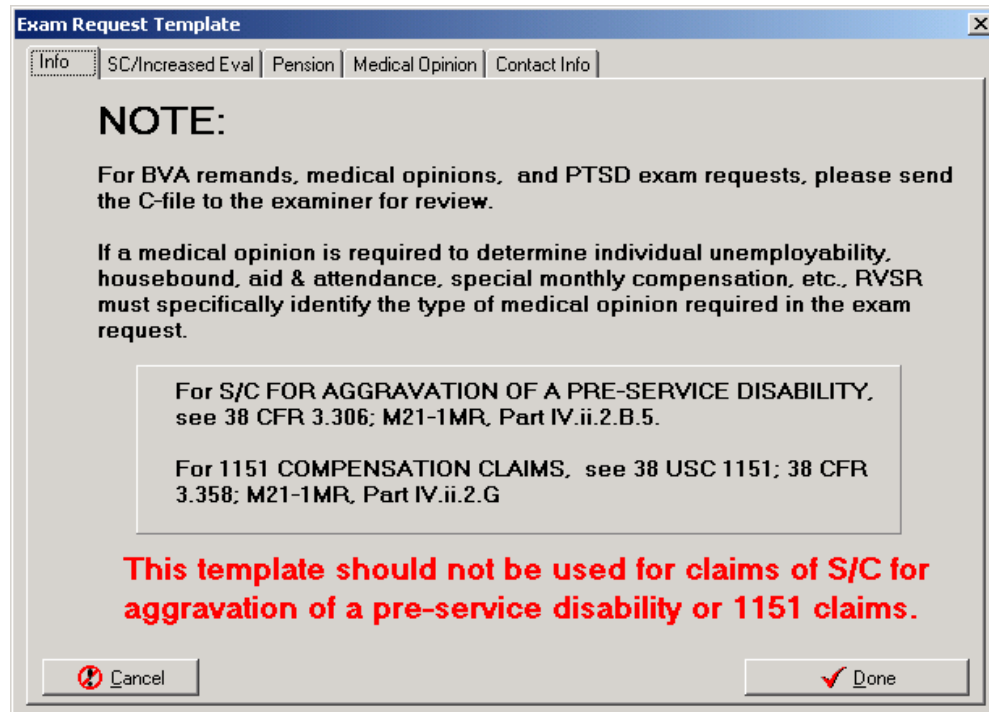 Exam Request Template
Info SC/Increased Eval Pension Medical Opinion Contact Info
NOTE:
For BVA remands, medical opinions, and PTSD exam requests, please send
the C-file to the examiner for review.
If a medical opinion is required to determine individual unemployability,
housebound, aid & attendance, special monthly compensation, etc., RVSR
must specifically identify the type of medical opinion required in the exam
request.
For S/C FOR AGGRAVATION OF A PRE-SERVICE DISABILITY,
see 38 CFR 3.306; M21-1MR, Part IV.ii.2.B.5.
For 1151 COMPENSATION CLAIMS, see 38 USC 1151; 38 CFR
3.358; M21-1MR, Part IV.ii.2.G
This template should not be used for claims of S/C for
aggravation of a pre-service disability or 1151 claims.
Cancel Done